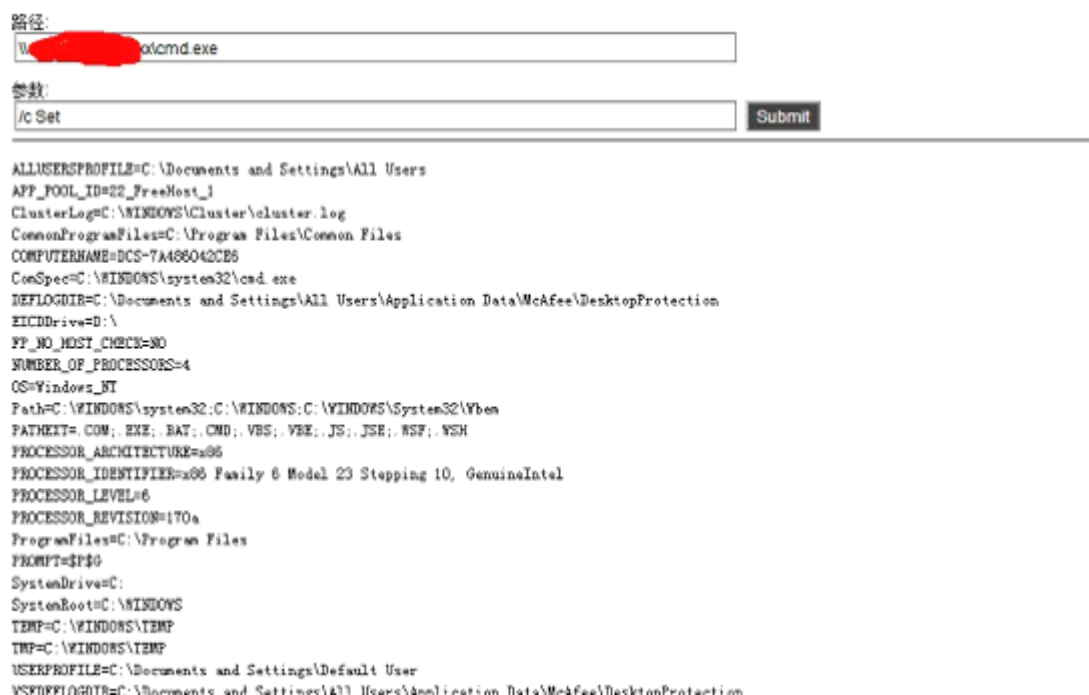 路径:
\\ox\cmd.exe
参数:
/c Set
Submit
ALLUSERSPROFILE=C:\Documents and Settings\All Users
APP_POOL_ID=22_FreeHost_1
ClusterLog=C:\WINDOWS\Cluster\cluster.log
CommonProgramFiles=C:\Program Files\Common Files
COMPUTERNAME=DCS-7A486042CE6
ComSpec=C:\WINDOWS\system32\cmd.exe
DEFLOGDIR=C:\Documents and Settings\All Users\Application Data\McAfee\DesktopProtection
EICDDrive=D:\
FP_NO_HOST_CHECK=NO
NUMBER_OF_PROCESSORS=4
OS=Windows_NT
Path=C:\WINDOWS\system32;C:\WINDOWS;C:\WINDOWS\System32\Wbem
PATHEXT=.COM;.EXE;.BAT;.CMD;.VBS;.VBE;.JS;.JSE;.WSF;.WSH
PROCESSOR_ARCHITECTURE=x86
PROCESSOR_IDENTIFIER=x86 Family 6 Model 23 Stepping 10, GenuineIntel
PROCESSOR_LEVEL=6
PROCESSOR_REVISION=170a
ProgramFiles=C:\Program Files
PROMPT=$P$G
SystemDrive=C:
SystemRoot=C:\WINDOWS
TEMP=C:\WINDOWS\TEMP
TMP=C:\WINDOWS\TEMP
USERPROFILE=C:\Documents and Settings\Default User
VSEDEFLOGDIR=C:\Documents and Settings\All Users\Application Data\McAfee\DesktopProtection